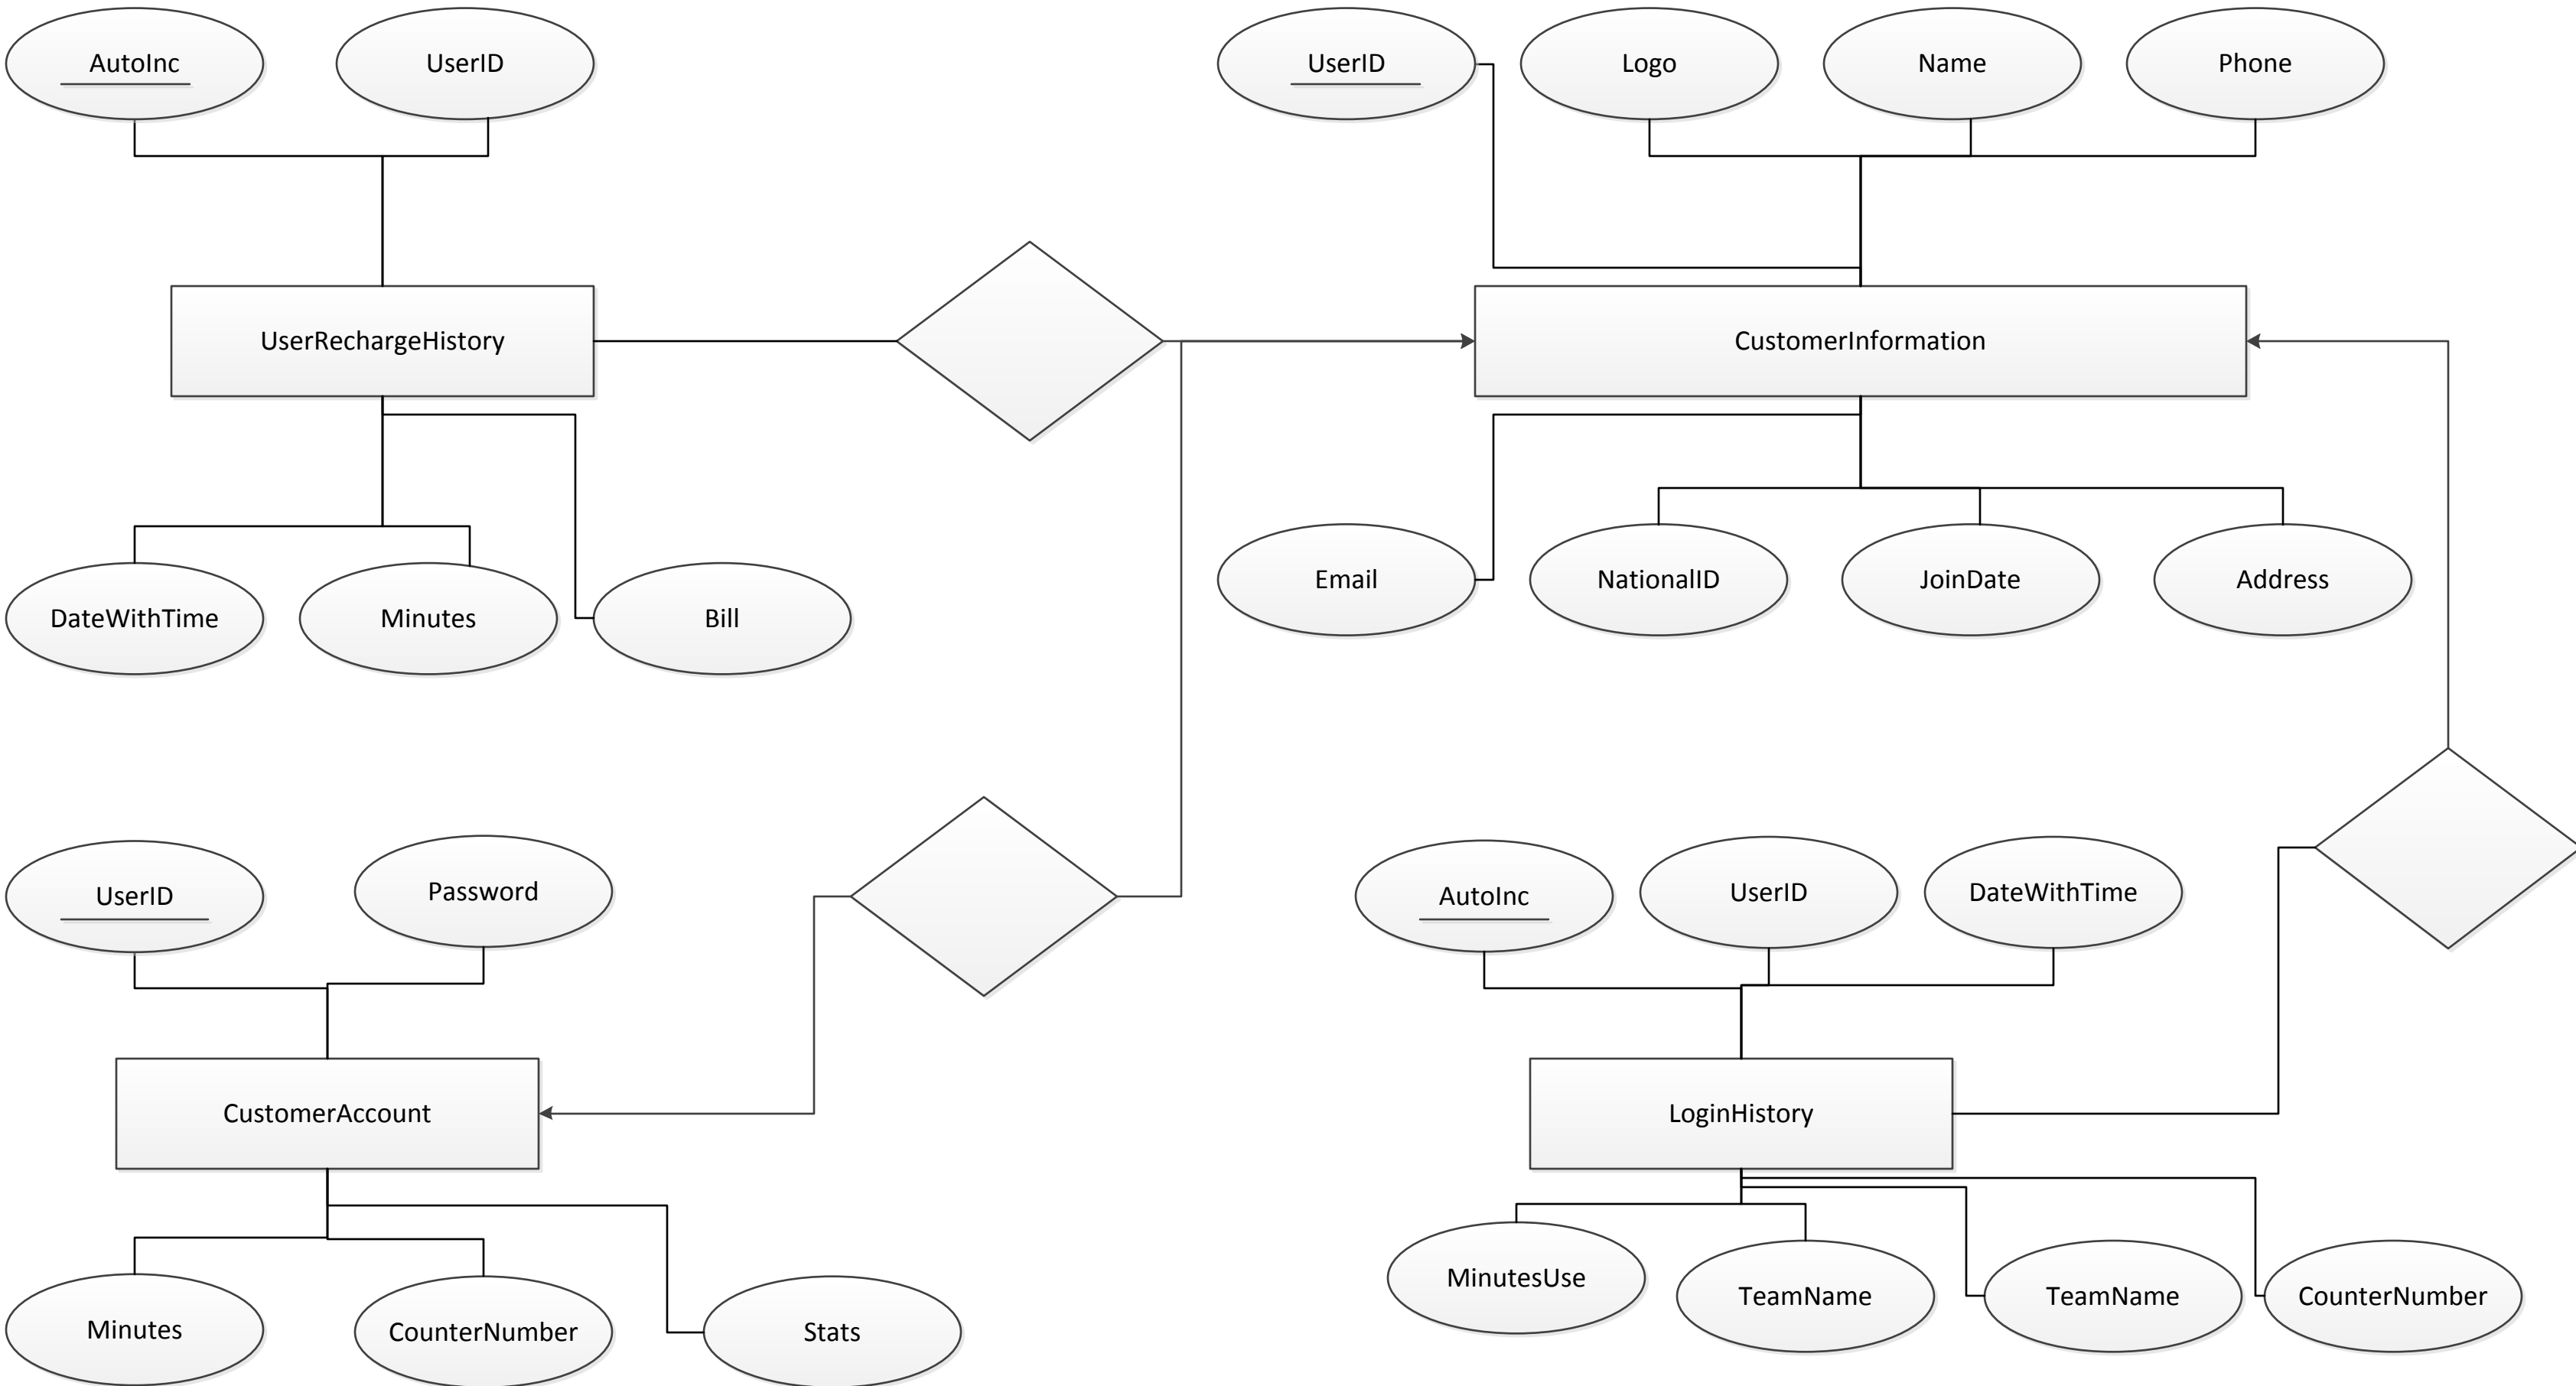 AutoInc
UserID
UserID
Logo
Name
Phone
UserRechargeHistory
CustomerInformation
DateWithTime
Minutes
Bill
Email
NationalID
JoinDate
Address
UserID
Password
AutoInc
UserID
DateWithTime
CustomerAccount
LoginHistory
Minutes
CounterNumber
Stats
MinutesUse
TeamName
TeamName
CounterNumber